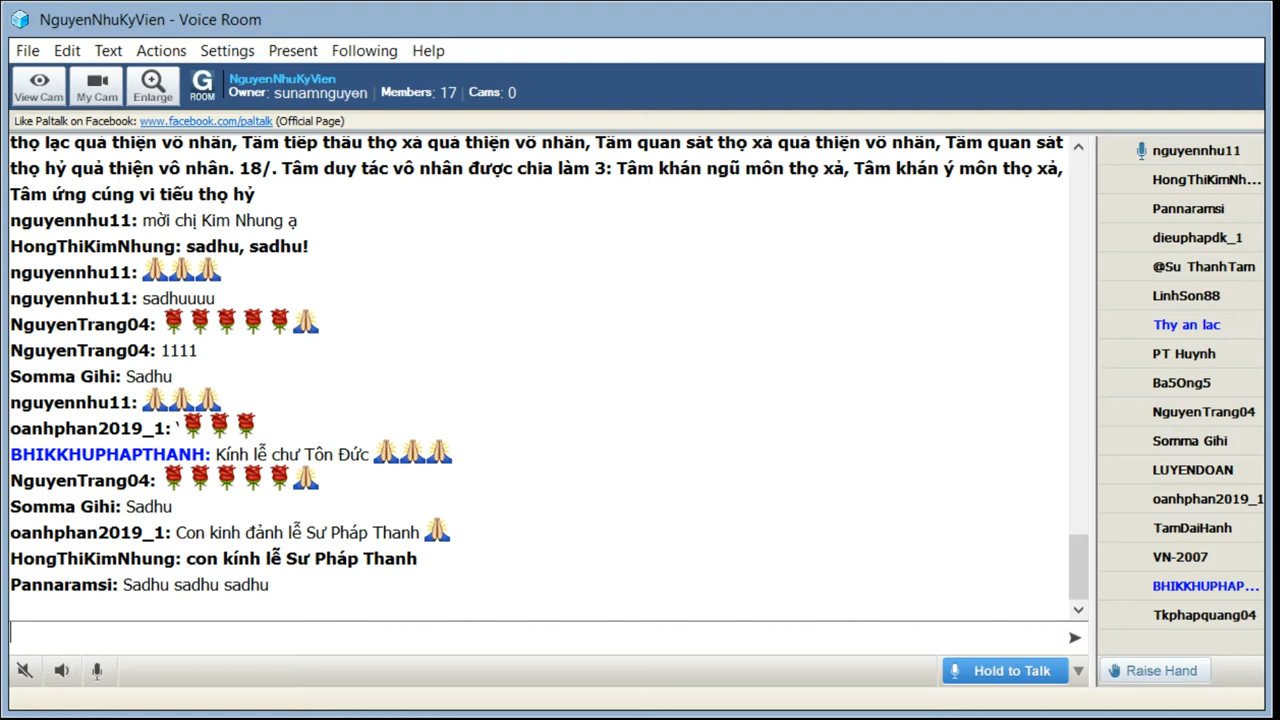 NguyenNhuKyVien - Voice Room
File Edit Text Actions Settings Present Following Help
View Cam My Cam Enlarge G ROOM
NguyenNhuKyVien
Owner: sunamnguyen Members: 17 Cams: 0
Like Paltalk on Facebook: www.facebook.com/paltalk (Official Page)
thọ lạc quả thiện vô nhân, Tâm tiếp thâu thọ xả quả thiện vô nhân, Tâm quan sát thọ xả quả thiện vô nhân, Tâm quan sát
thọ hỷ quả thiện vô nhân. 18/. Tâm duy tác vô nhân được chia làm 3: Tâm khán ngũ môn thọ xả, Tâm khán ý môn thọ xả,
Tâm ứng cúng vi tiếu thọ hỷ
nguyennhu11: mời chị Kim Nhung ạ
HongThiKimNhung: sadhu, sadhu!
nguyennhu11: 🙏🙏🙏
nguyennhu11: sadhuuuu
NguyenTrang04: 🌹🌹🌹🌹🌹🙏
NguyenTrang04: 1111
Somma Gihi: Sadhu
nguyennhu11: 🙏🙏🙏
oanhphan2019_1: `🌹🌹🌹
BHIKKHUPHAPTHANH: Kính lễ chư Tôn Đức 🙏🙏🙏
NguyenTrang04: 🌹🌹🌹🌹🌹🙏
Somma Gihi: Sadhu
oanhphan2019_1: Con kinh đảnh lễ Sư Pháp Thanh 🙏
HongThiKimNhung: con kính lễ Sư Pháp Thanh
Pannaramsi: Sadhu sadhu sadhu
nguyennhu11
HongThiKimNh...
Pannaramsi
dieuphapdk_1
@Su ThanhTam
LinhSon88
Thy an lac
PT Huynh
Ba5Ong5
NguyenTrang04
Somma Gihi
LUYENDOAN
oanhphan2019_1
TamDaiHanh
VN-2007
BHIKKHUPHAP...
Tkphapquang04
Hold to Talk
Raise Hand